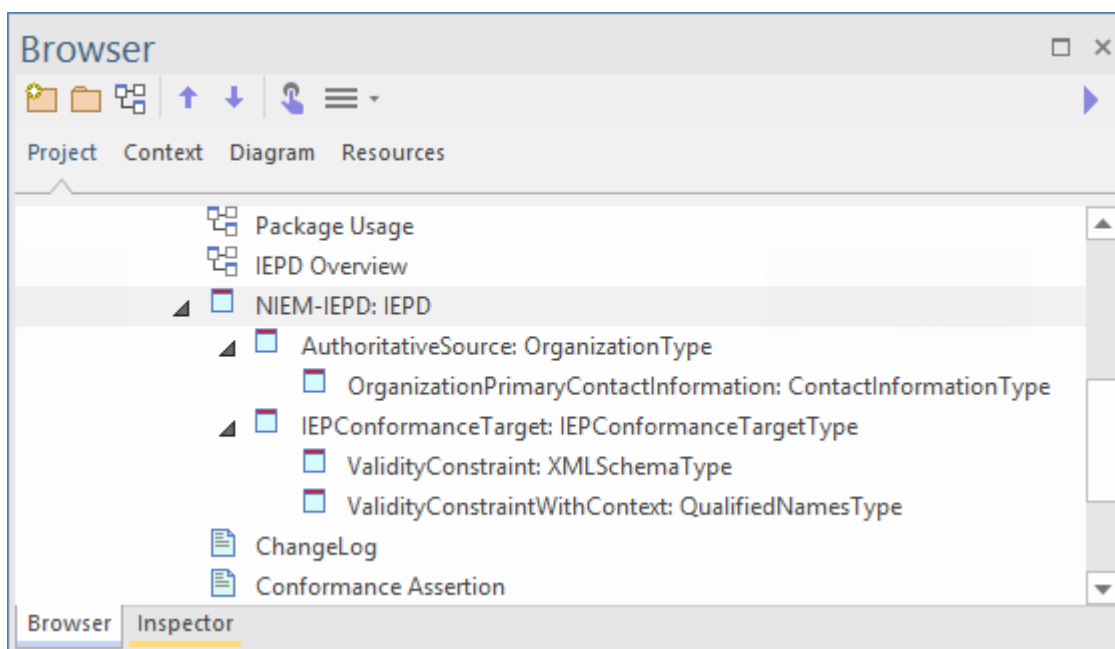 Browser
Project Context Diagram Resources
Package Usage
IEPD Overview
NIEM-IEPD: IEPD
AuthoritativeSource: OrganizationType
OrganizationPrimaryContactInformation: ContactInformationType
IEPConformanceTarget: IEPConformanceTargetType
ValidityConstraint: XMLSchemaType
ValidityConstraintWithContext: QualifiedNamesType
ChangeLog
Conformance Assertion
Browser Inspector